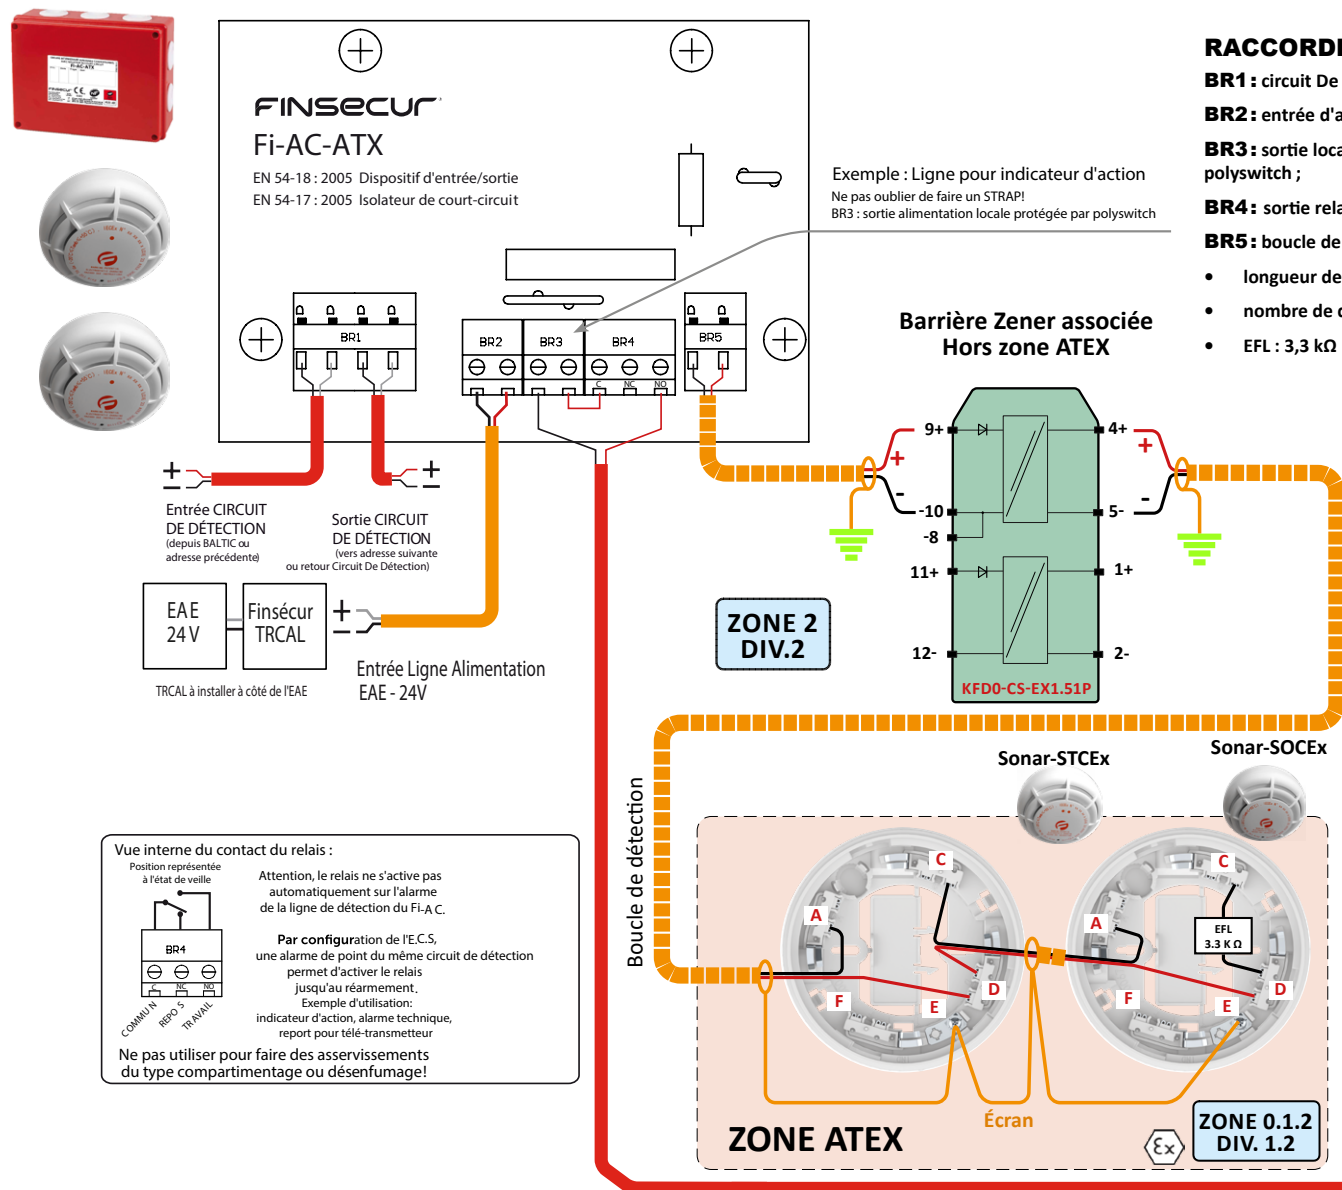 FINSECUR
Fi-AC-ATX
EN 54-18 : 2005 Dispositif d'entrée/sortie
EN 54-17 : 2005 Isolateur de court-circuit
Exemple : Ligne pour indicateur d'action
Ne pas oublier de faire un STRAP!
BR3 : sortie alimentation locale protégée par polyswitch
RACCORD
BR1 : circuit De
BR2 : entrée d'a
BR3 : sortie loca
polyswitch ;
BR4 : sortie rela
BR5 : boucle de
• longueur de
• nombre de
• EFL : 3,3 kΩ
BR1
BR2
BR3
BR4
BR5
C
NC
NO
Barrière Zener associée
Hors zone ATEX
9+
4+
+
+
-
-
-10
5-
-8
11+
1+
12-
2-
KFD0-CS-EX1.51P
+
−
+
−
Entrée CIRCUIT
DE DÉTECTION
(depuis BALTIC ou
adresse précédente)
Sortie CIRCUIT
DE DÉTECTION
(vers adresse suivante
ou retour Circuit De Détection)
EAE
24 V
Finsécur
TRCAL
+
−
TRCAL à installer à côté de l'EAE
Entrée Ligne Alimentation
EAE - 24V
ZONE 2
DIV.2
Sonar-STCEx
Sonar-SOCEx
Boucle de détection
Vue interne du contact du relais :
Position représentée
à l'état de veille
BR4
C
NC
NO
COMMUN
REPOS
TRAVAIL
Attention, le relais ne s'active pas
automatiquement sur l'alarme
de la ligne de détection du Fi-AC.
Par configuration de l'E.C.S,
une alarme de point du même circuit de détection
permet d'activer le relais
jusqu'au réarmement.
Exemple d'utilisation:
indicateur d'action, alarme technique,
report pour télé-transmetteur
Ne pas utiliser pour faire des asservissements
du type compartimentage ou désenfumage!
C
A
D
E
F
C
A
EFL
3.3 K Ω
D
E
F
Écran
ZONE ATEX
εx
ZONE 0.1.2
DIV. 1.2